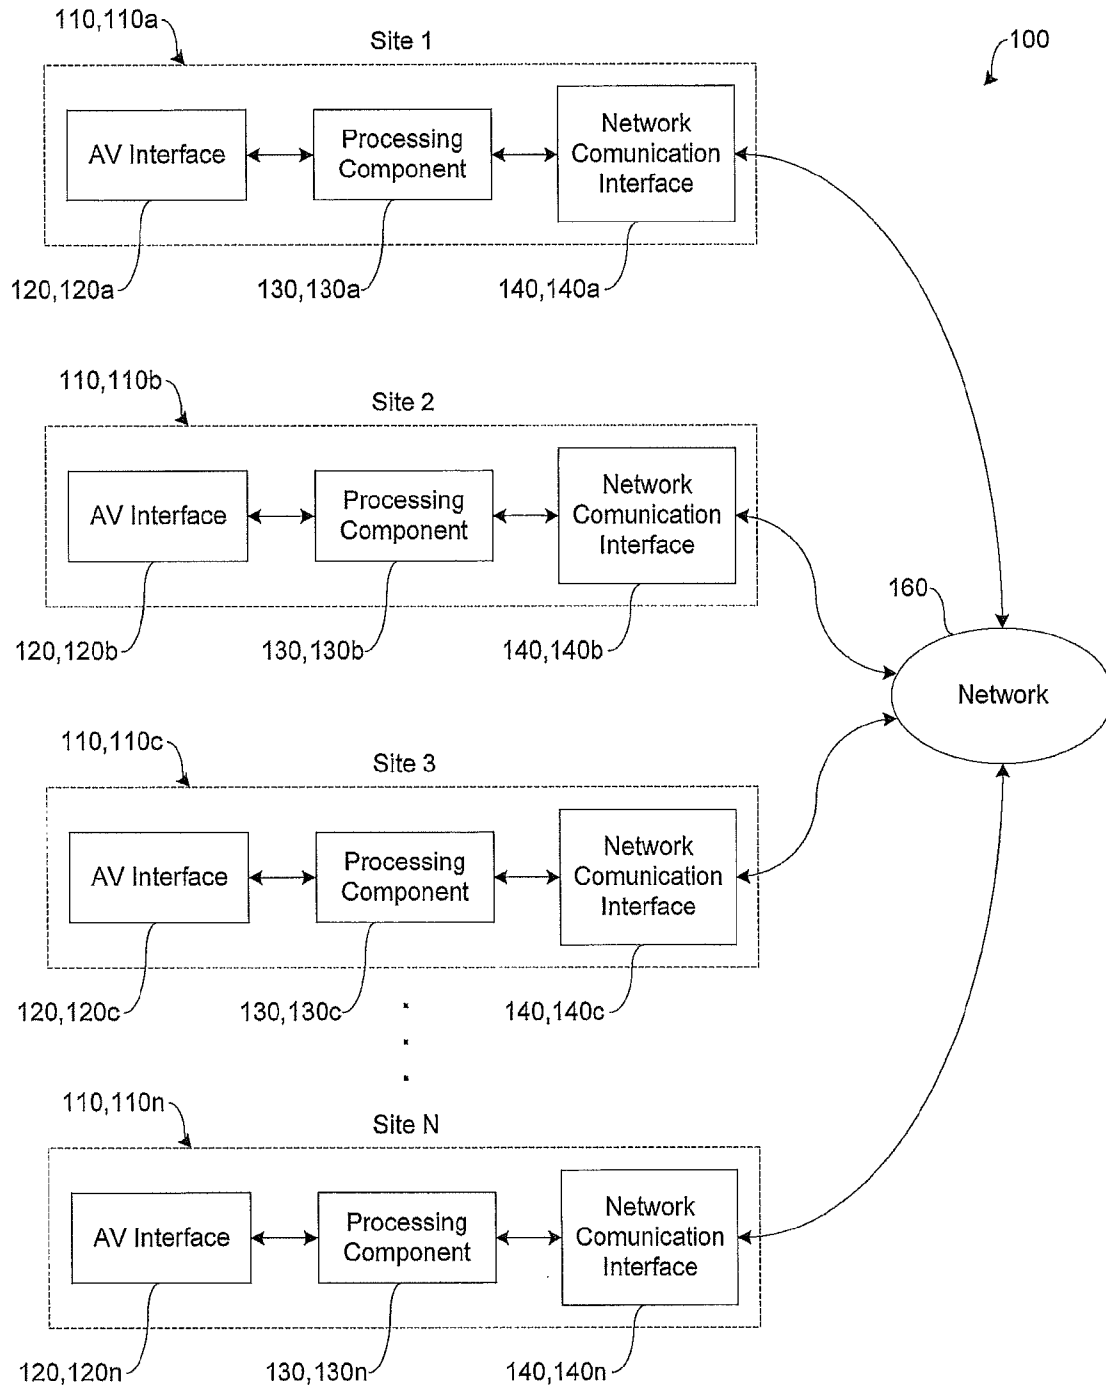 110,110a
Site 1
100
AV Interface
Processing
Component
Network
Comunication
Interface
120,120a
130,130a
140,140a
110,110b
Site 2
AV Interface
Processing
Component
Network
Comunication
Interface
120,120b
130,130b
140,140b
160
Network
110,110c
Site 3
AV Interface
Processing
Component
Network
Comunication
Interface
120,120c
130,130c
140,140c
110,110n
Site N
AV Interface
Processing
Component
Network
Comunication
Interface
120,120n
130,130n
140,140n